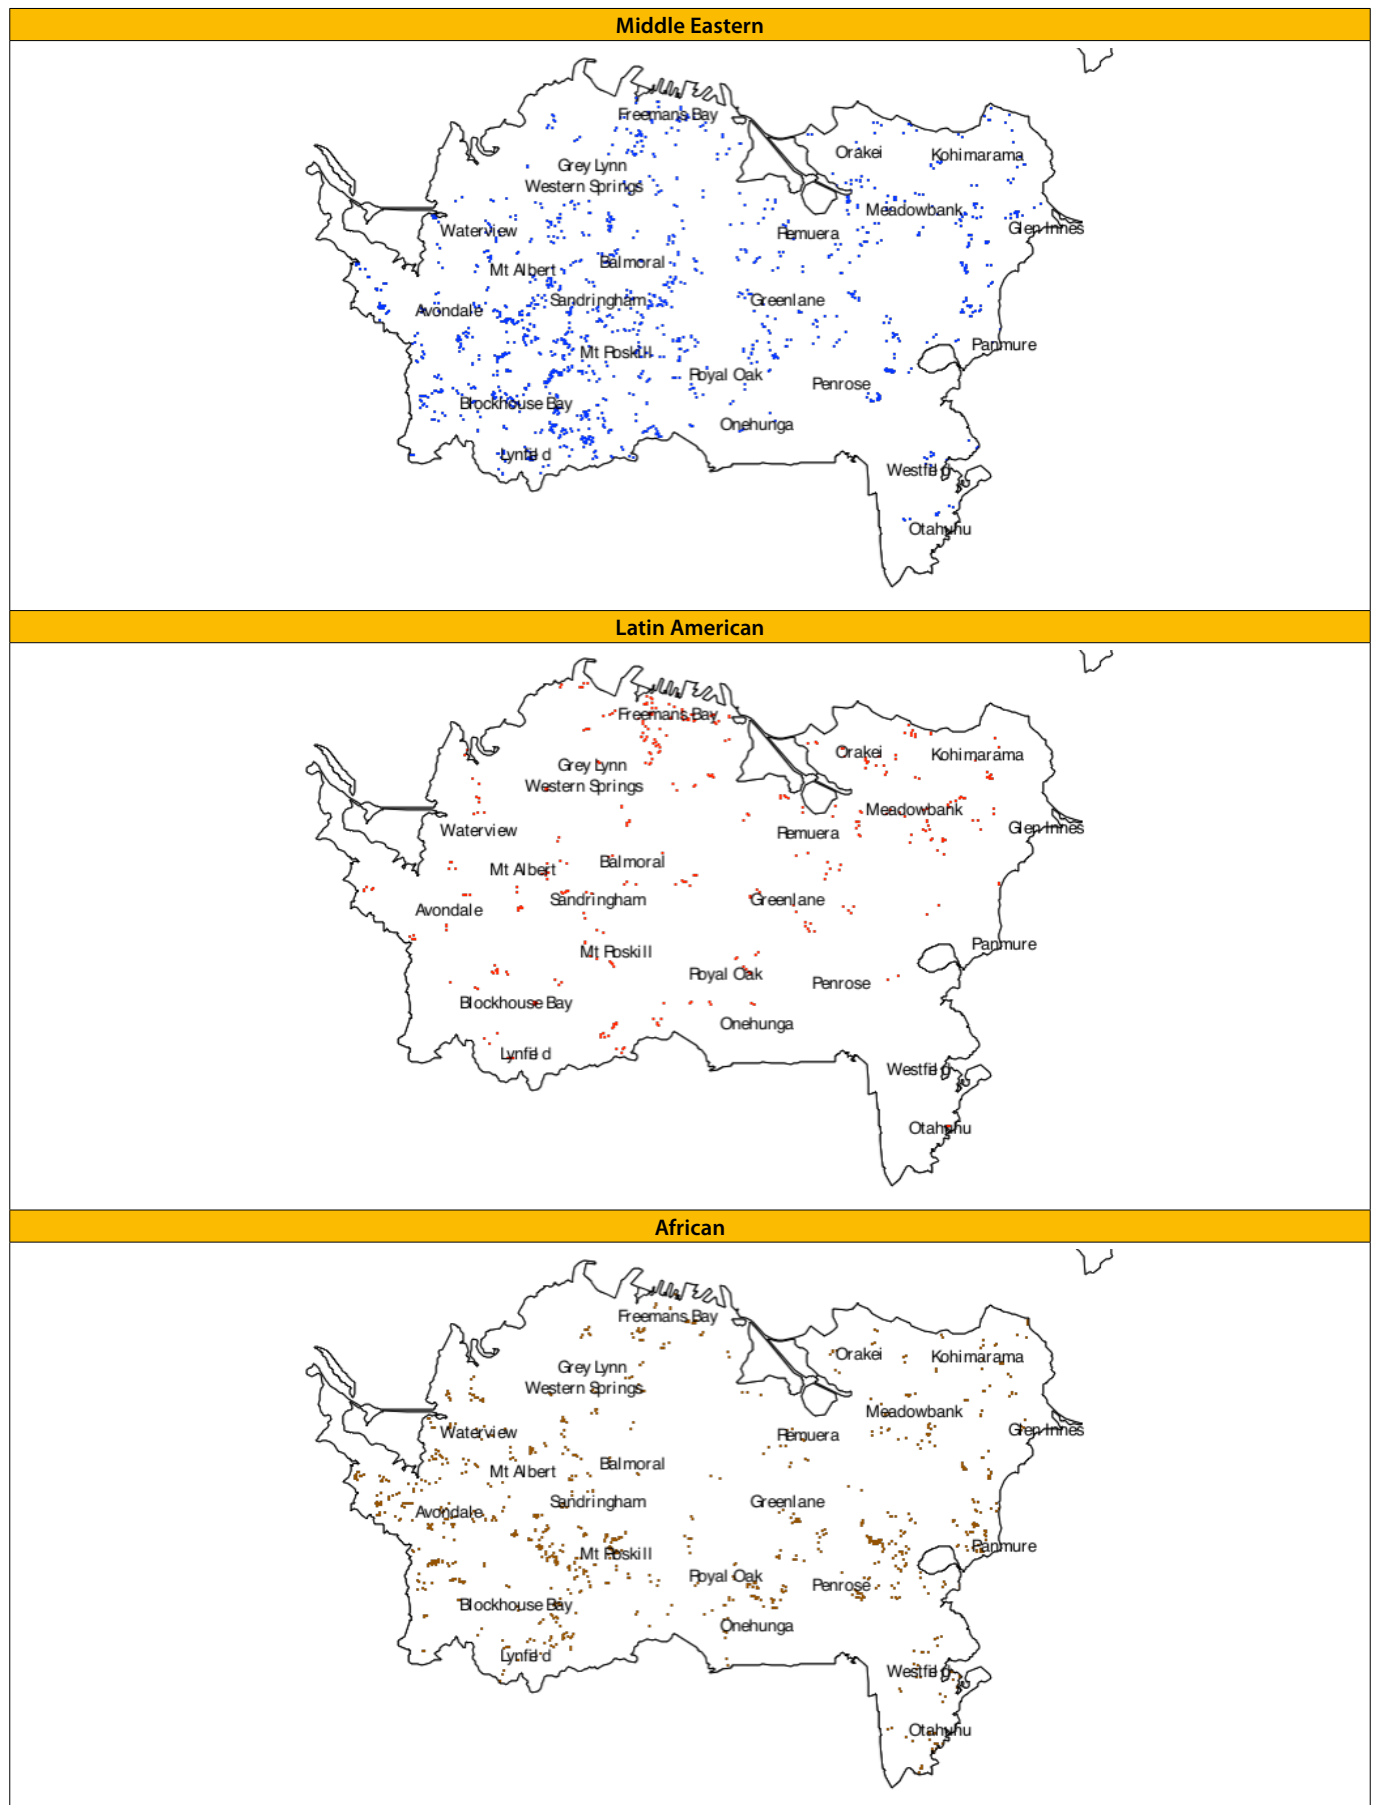 Middle Eastern
Freemans Bay
Orakei
Kohimarama
Grey Lynn
Western Springs
Meadowbank
Waterview
Remuera
Glen Innes
Mt Albert
Balmoral
Sandringham
Greenlane
Avondale
Mt Roskill
Panmure
Royal Oak
Penrose
Blockhouse Bay
Onehunga
Lynfield
Westfield
Otahuhu
Latin American
Freemans Bay
Orakei
Kohimarama
Grey Lynn
Western Springs
Meadowbank
Waterview
Remuera
Glen Innes
Mt Albert
Balmoral
Sandringham
Greenlane
Avondale
Mt Roskill
Panmure
Royal Oak
Penrose
Blockhouse Bay
Onehunga
Lynfield
Westfield
Otahuhu
African
Freemans Bay
Orakei
Kohimarama
Grey Lynn
Western Springs
Meadowbank
Waterview
Remuera
Glen Innes
Mt Albert
Balmoral
Sandringham
Greenlane
Avondale
Mt Roskill
Panmure
Royal Oak
Penrose
Blockhouse Bay
Onehunga
Lynfield
Westfield
Otahuhu